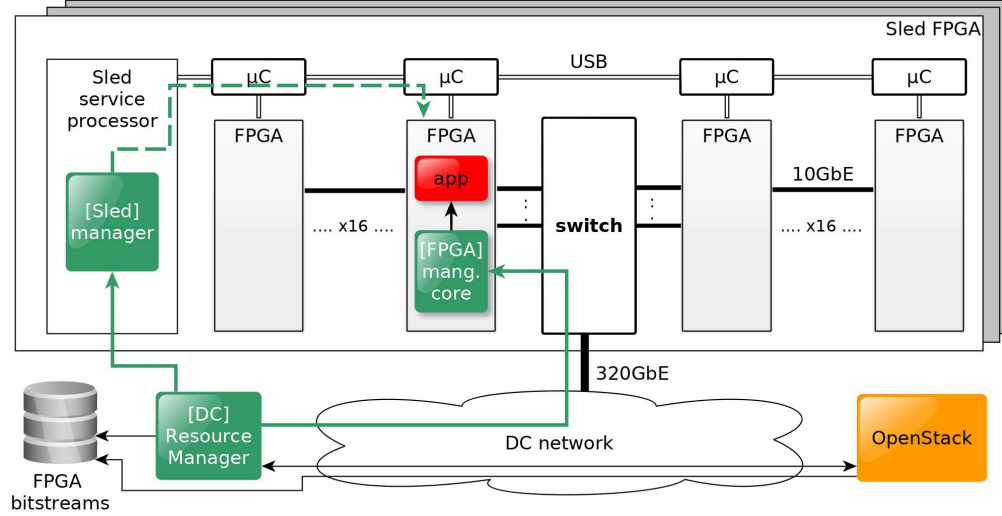 Sled FPGA
Sled
service
processor
μC
μC
USB
μC
μC
FPGA
FPGA
FPGA
FPGA
app
10GbE
[Sled]
manager
.... x16 ....
switch
.... x16 ....
[FPGA]
mang.
core
320GbE
[DC]
Resource
Manager
DC network
OpenStack
FPGA
bitstreams